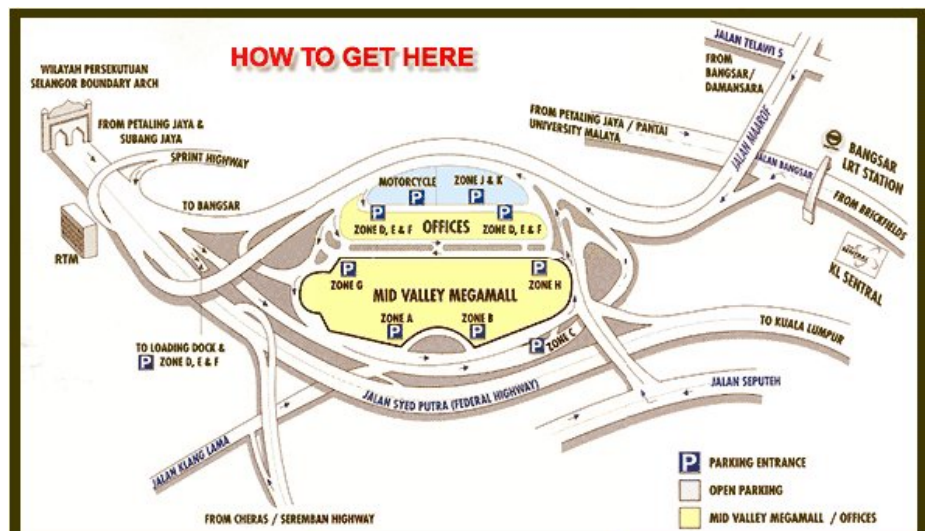 HOW TO GET HERE
WILAYAH PERSEKUTUAN
SELANGOR BOUNDARY ARCH
FROM PETALING JAYA &
SUBANG JAYA
SPRINT HIGHWAY
TO BANGSAR
RTM
TO LOADING DOCK &
P ZONE D, E & F
JALAN TELAWI 5
FROM
BANGSAR/
DAMANSARA
FROM PETALING JAYA / PANTAI
UNIVERSITY MALAYA
JALAN MAAROF
JALAN BANGSAR
BANGSAR
LRT STATION
FROM BRICKFIELDS
KL SENTRAL
MOTORCYCLE
P
ZONE J & K
P
P
ZONE D, E & F
OFFICES
P
ZONE D, E & F
P
ZONE G
P
ZONE H
MID VALLEY MEGAMALL
ZONE A
P
ZONE B
P
P ZONE C
TO KUALA LUMPUR
JALAN SEPUTEH
JALAN SYED PUTRA (FEDERAL HIGHWAY)
JALAN KLANG LAMA
FROM CHERAS / SEREMBAN HIGHWAY
P PARKING ENTRANCE
OPEN PARKING
MID VALLEY MEGAMALL / OFFICES